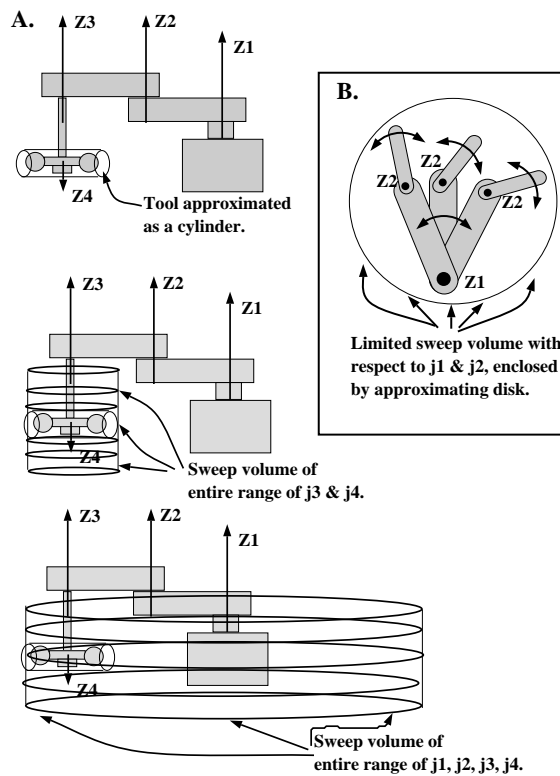 A.
Z3
Z2
Z1
Z4
Tool approximated
as a cylinder.
B.
Z2
Z2
Z2
Z1
Limited sweep volume with
respect to j1 & j2, enclosed
by approximating disk.
Z3
Z2
Z1
Z4
Sweep volume of
entire range of j3 & j4.
Z3
Z2
Z1
Z4
Sweep volume of
entire range of j1, j2, j3, j4.